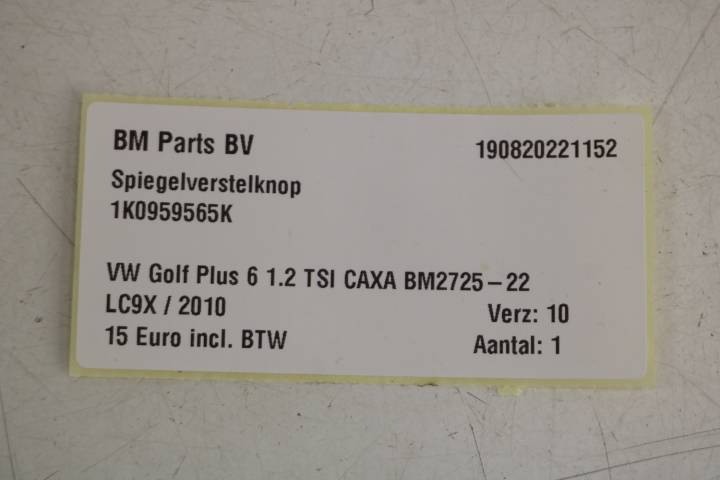 BM Parts BV 190820221152
Spiegelverstelknop
1K0959565K
VW Golf Plus 6 1.2 TSI CAXA BM2725-22
LC9X / 2010 Verz: 10
15 Euro incl. BTW Aantal: 1